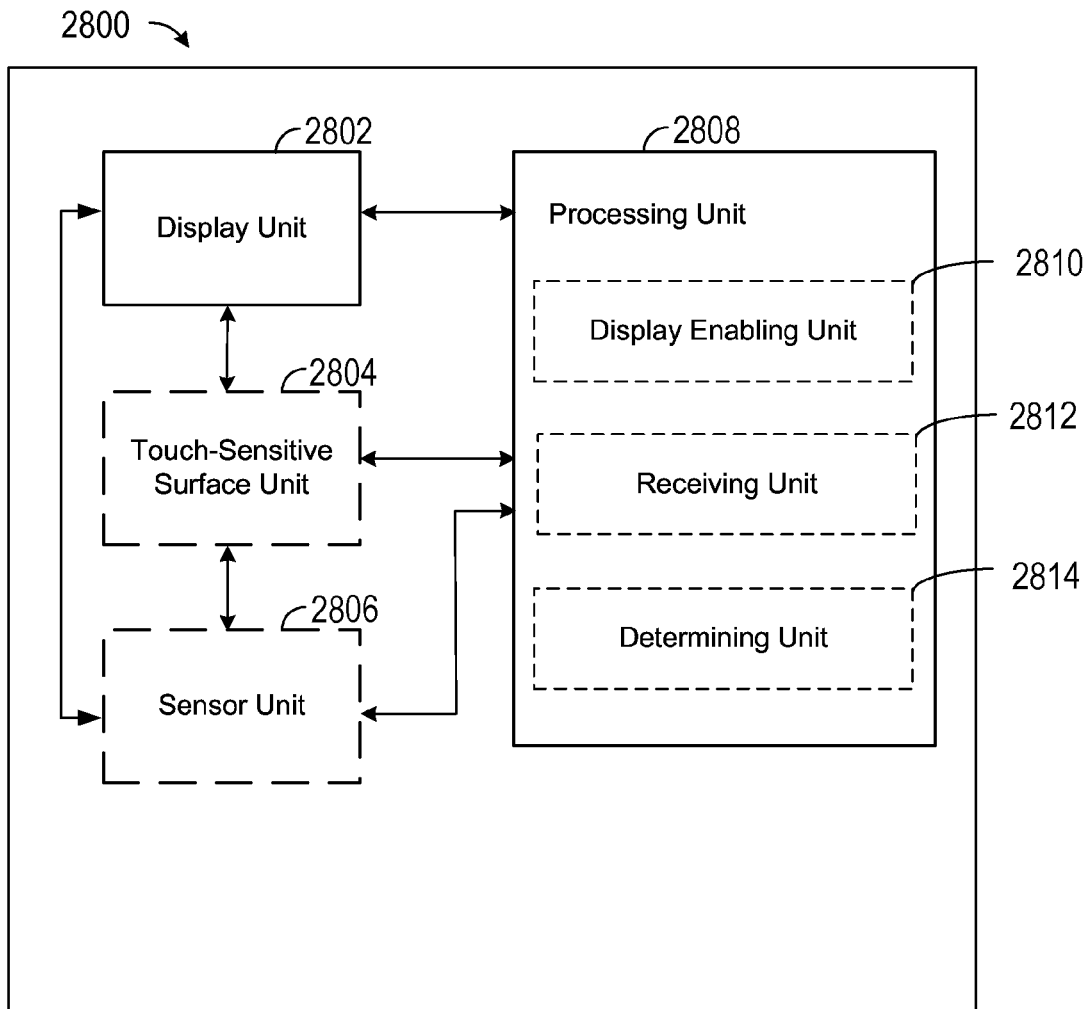 2800
2802
Display Unit
2804
Touch-Sensitive
Surface Unit
2806
Sensor Unit
2808
Processing Unit
2810
Display Enabling Unit
2812
Receiving Unit
2814
Determining Unit